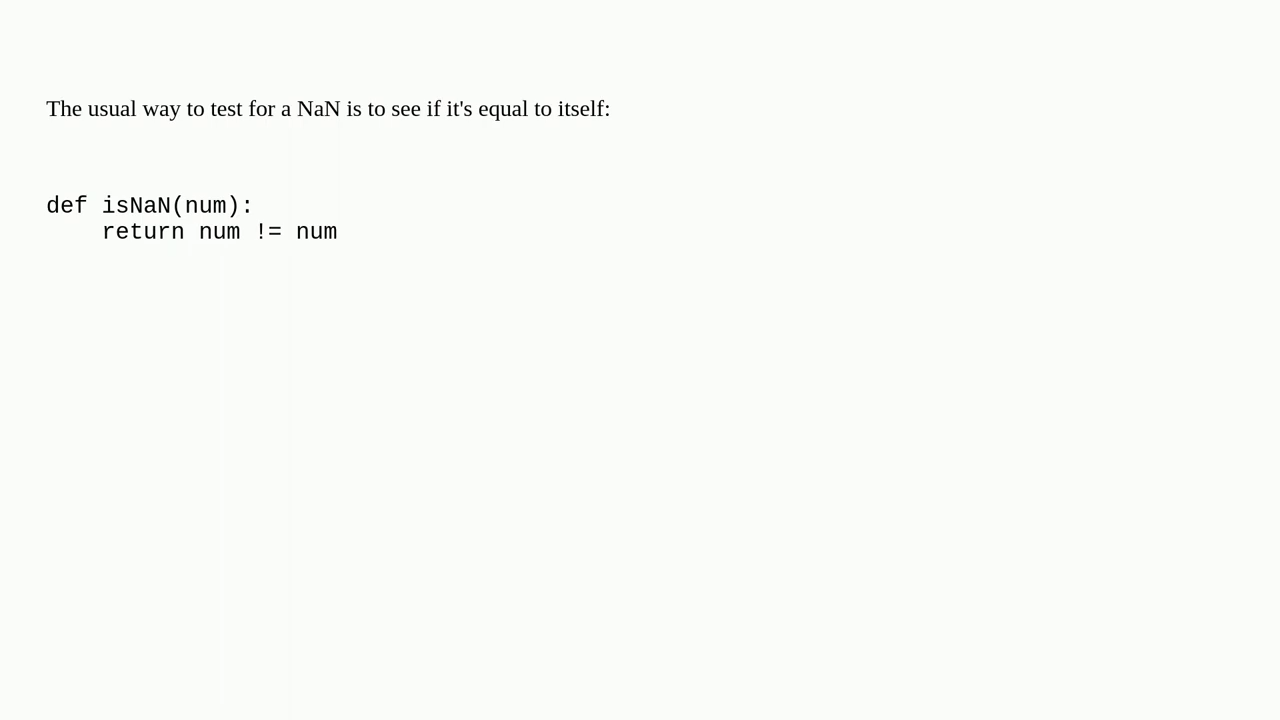 The usual way to test for a NaN is to see if it's equal to itself:
def isNaN(num):
    return num != num